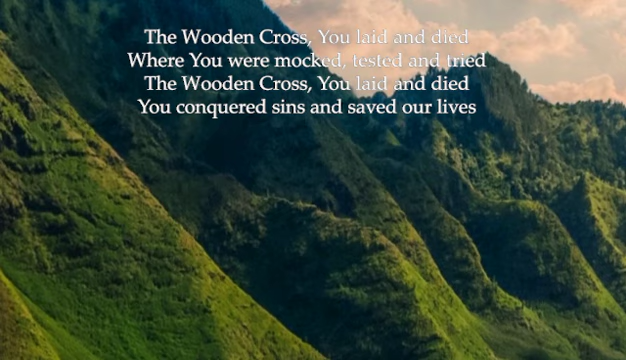 The Wooden Cross, You laid and died
Where You were mocked, tested and tried
The Wooden Cross, You laid and died
You conquered sins and saved our lives